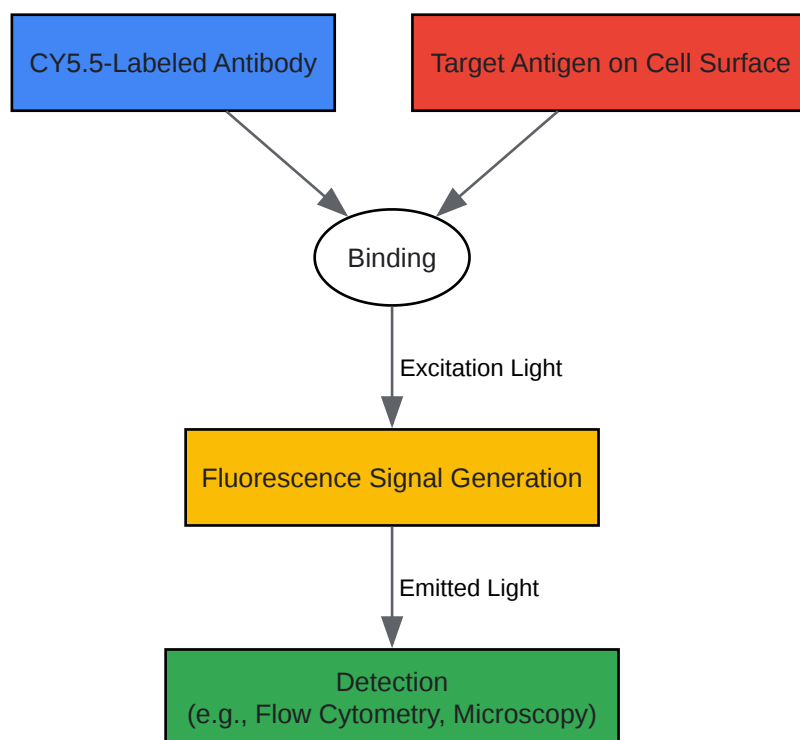 CY5.5-Labeled Antibody
Target Antigen on Cell Surface
Binding
Excitation Light
Fluorescence Signal Generation
Emitted Light
Detection
(e.g., Flow Cytometry, Microscopy)